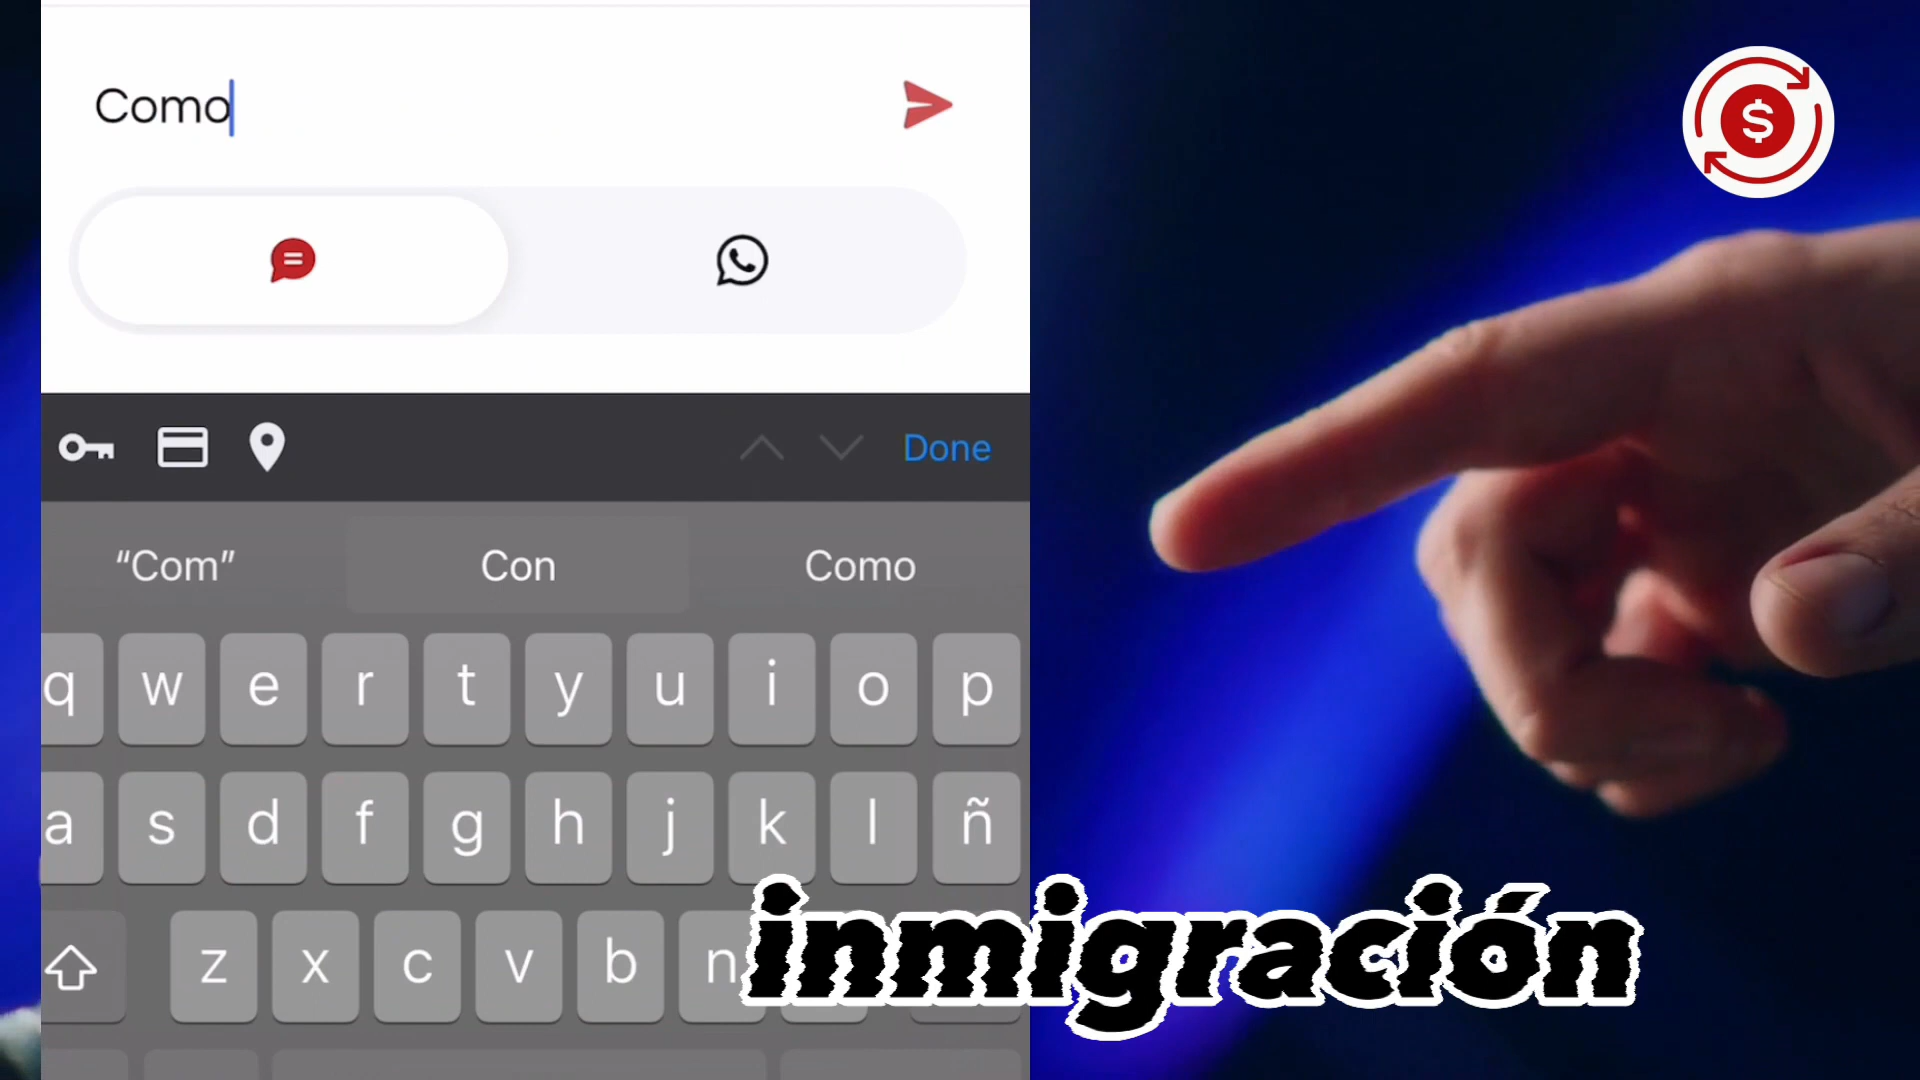 Como
$
Done
“Com” Con Como
q w e r t y u i o p
a s d f g h j k l ñ
z x c v b n
inmigración